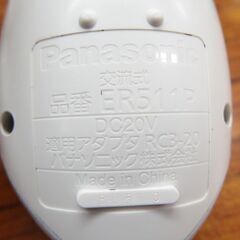 Panasonic
交流式
品番 ER511P
DC20V
適用アダプタ RC3-20
パナソニック株式会社
Made in China